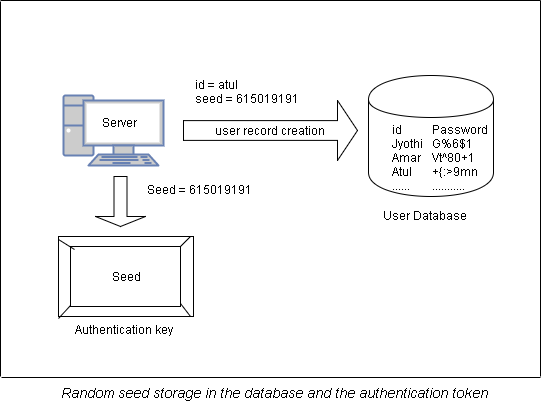 id = atul
seed = 615019191
Server
user record creation
id Password
Jyothi G%6$1
Amar Vt^80+1
Atul +{:>9mn
...... ...........
User Database
Seed = 615019191
Seed
Authentication key
Random seed storage in the database and the authentication token